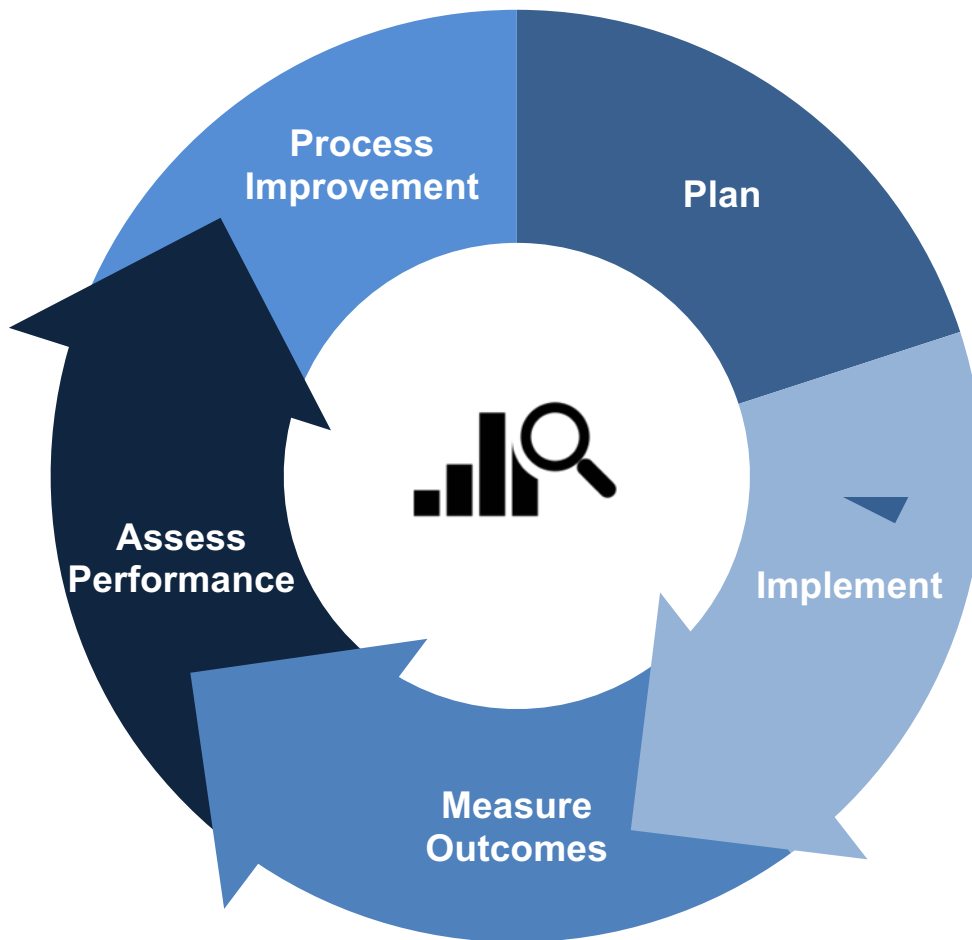 Process
Improvement
Plan
Implement
Measure
Outcomes
Assess
Performance